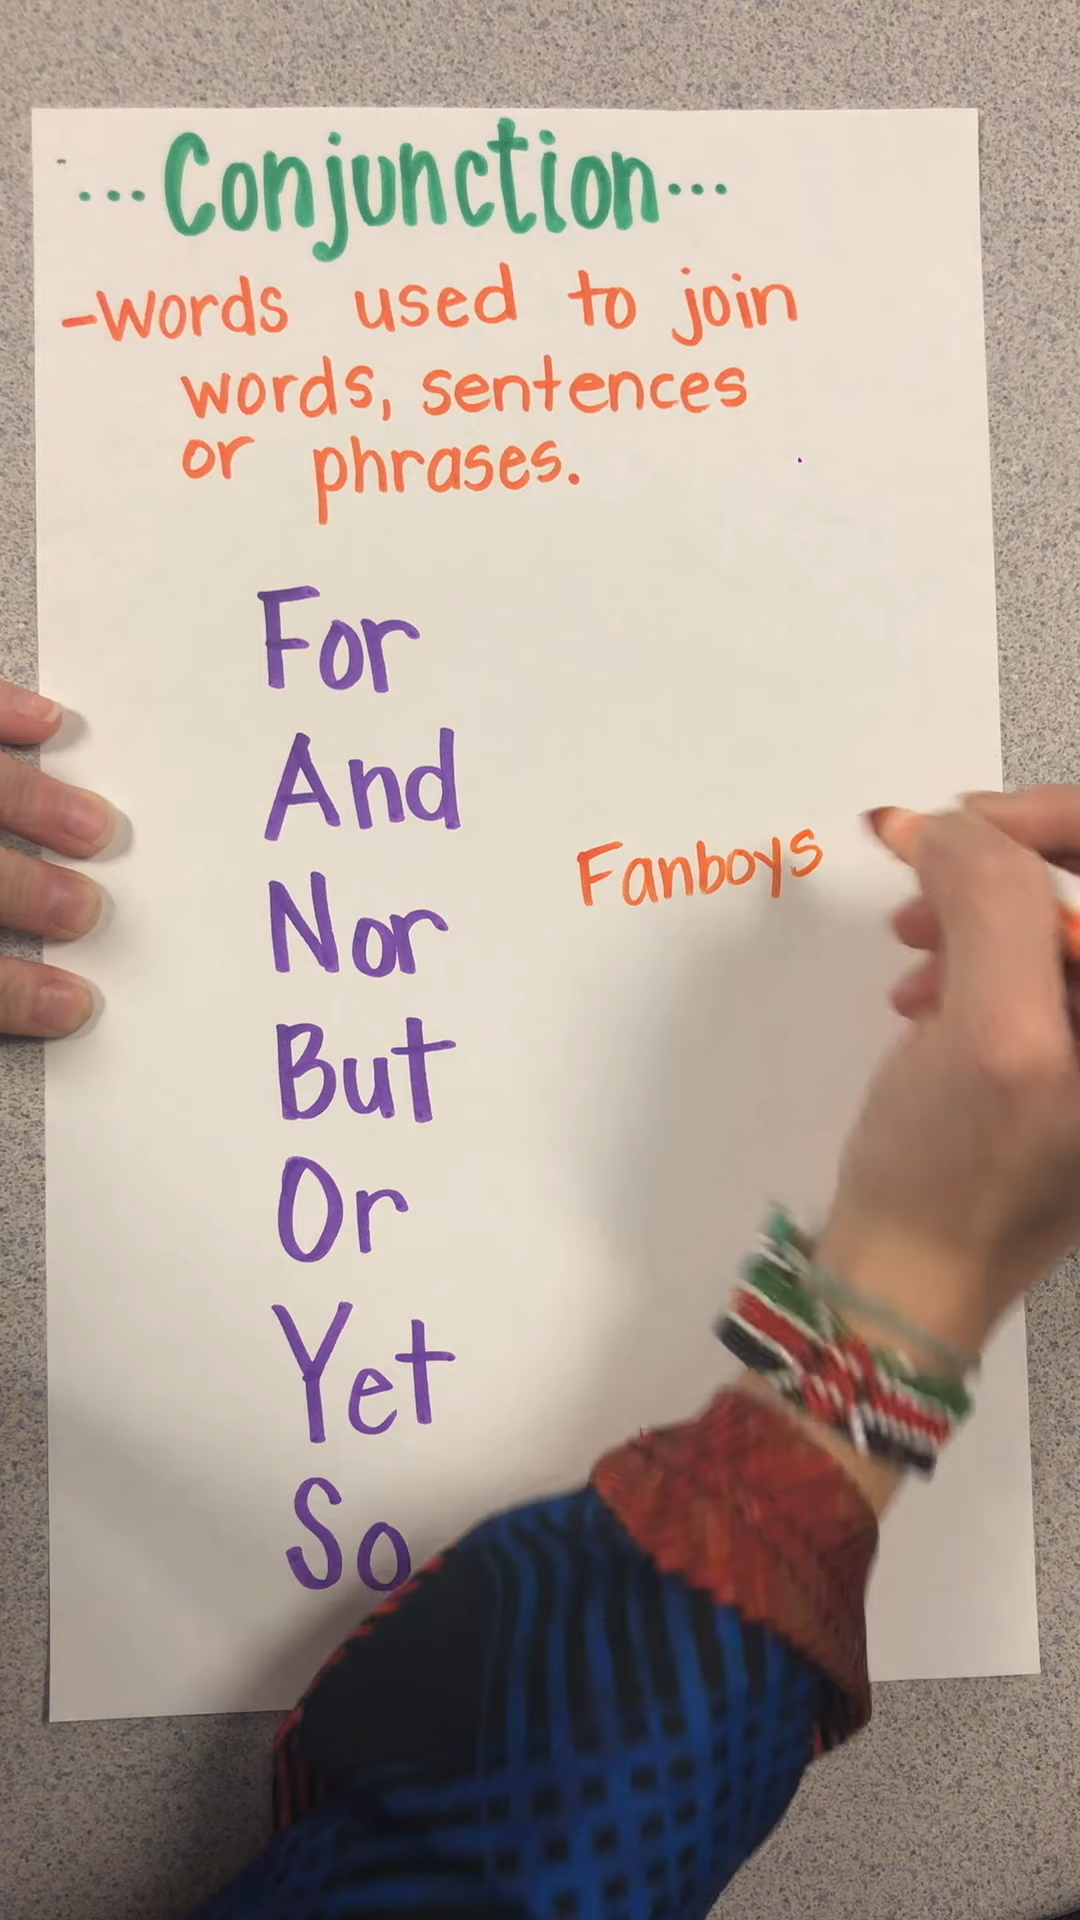 ...Conjunction...
-words used to join
words, sentences
or phrases.
For
And
Nor
Fanboys
But
Or
Yet
So